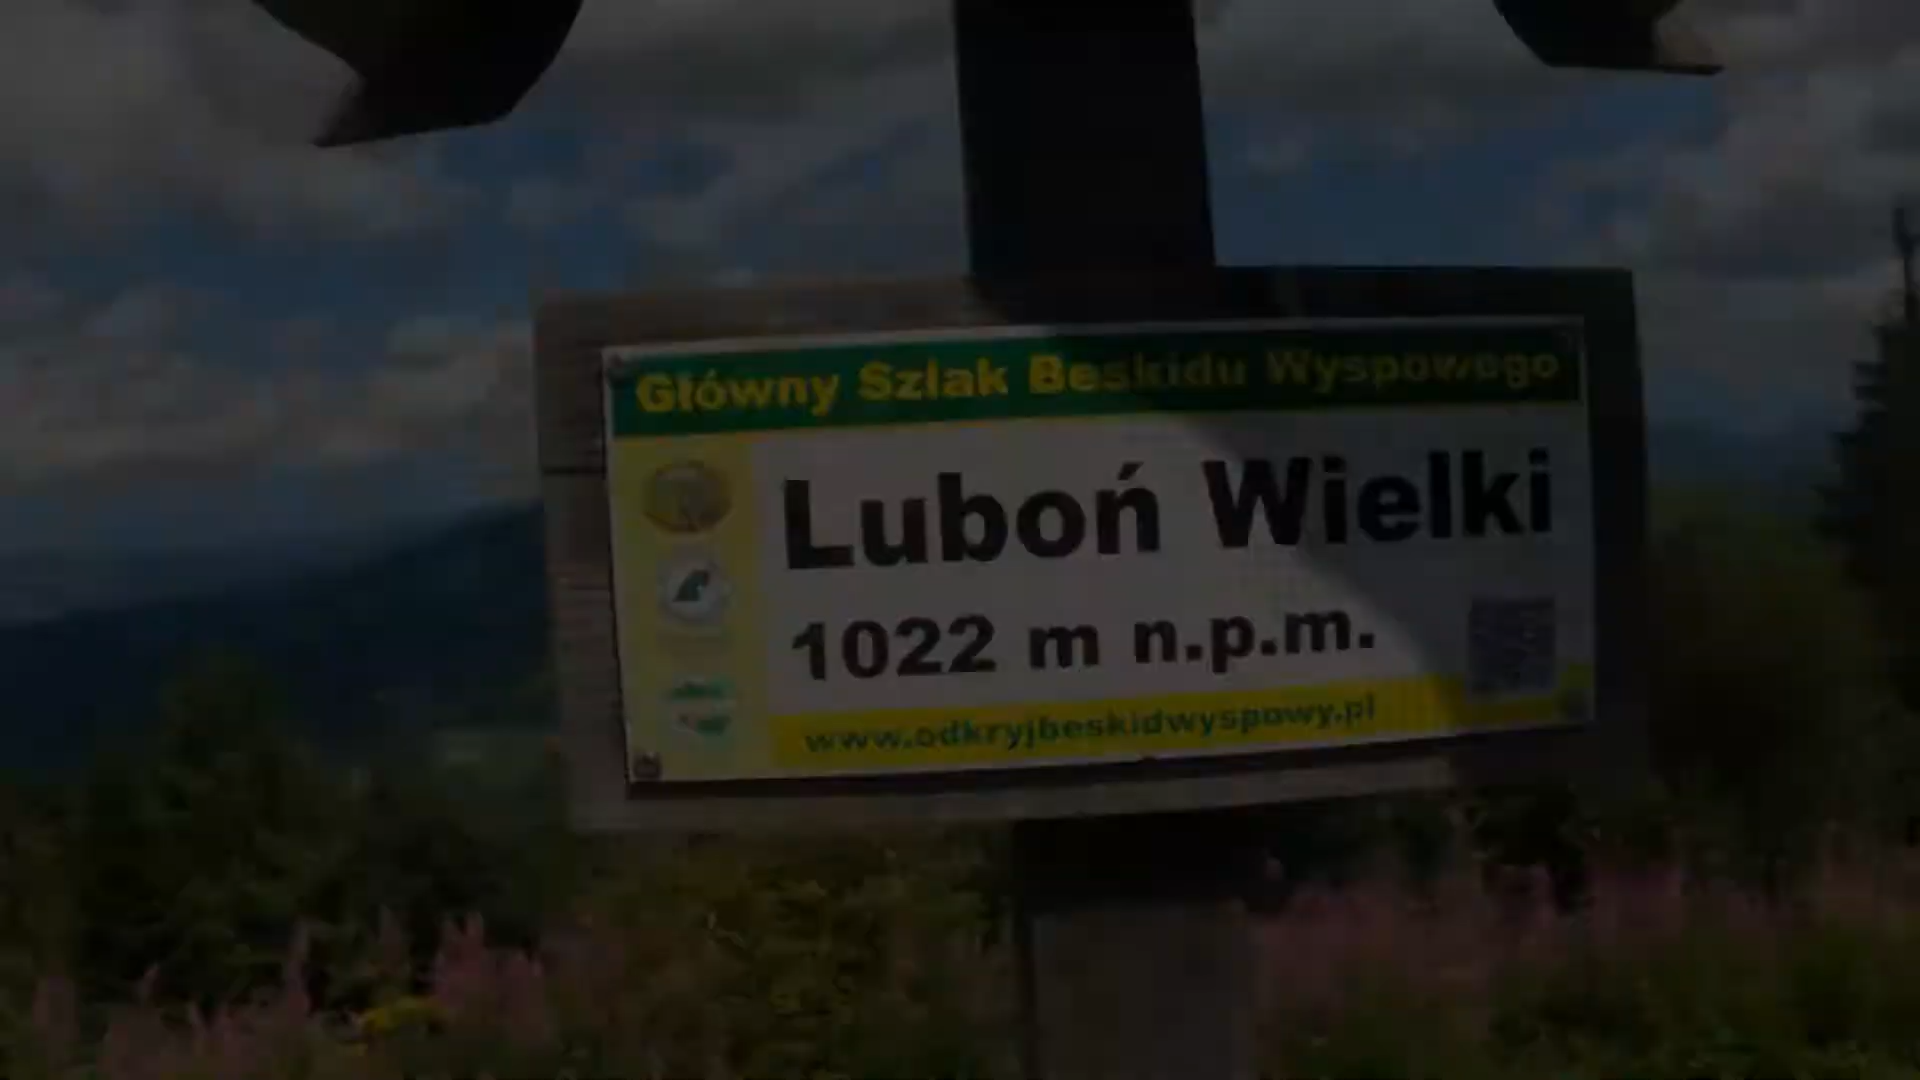 Główny Szlak Beskidu Wyspowego
Luboń Wielki
1022 m n.p.m.
www.odkryjbeskidwyspowy.pl